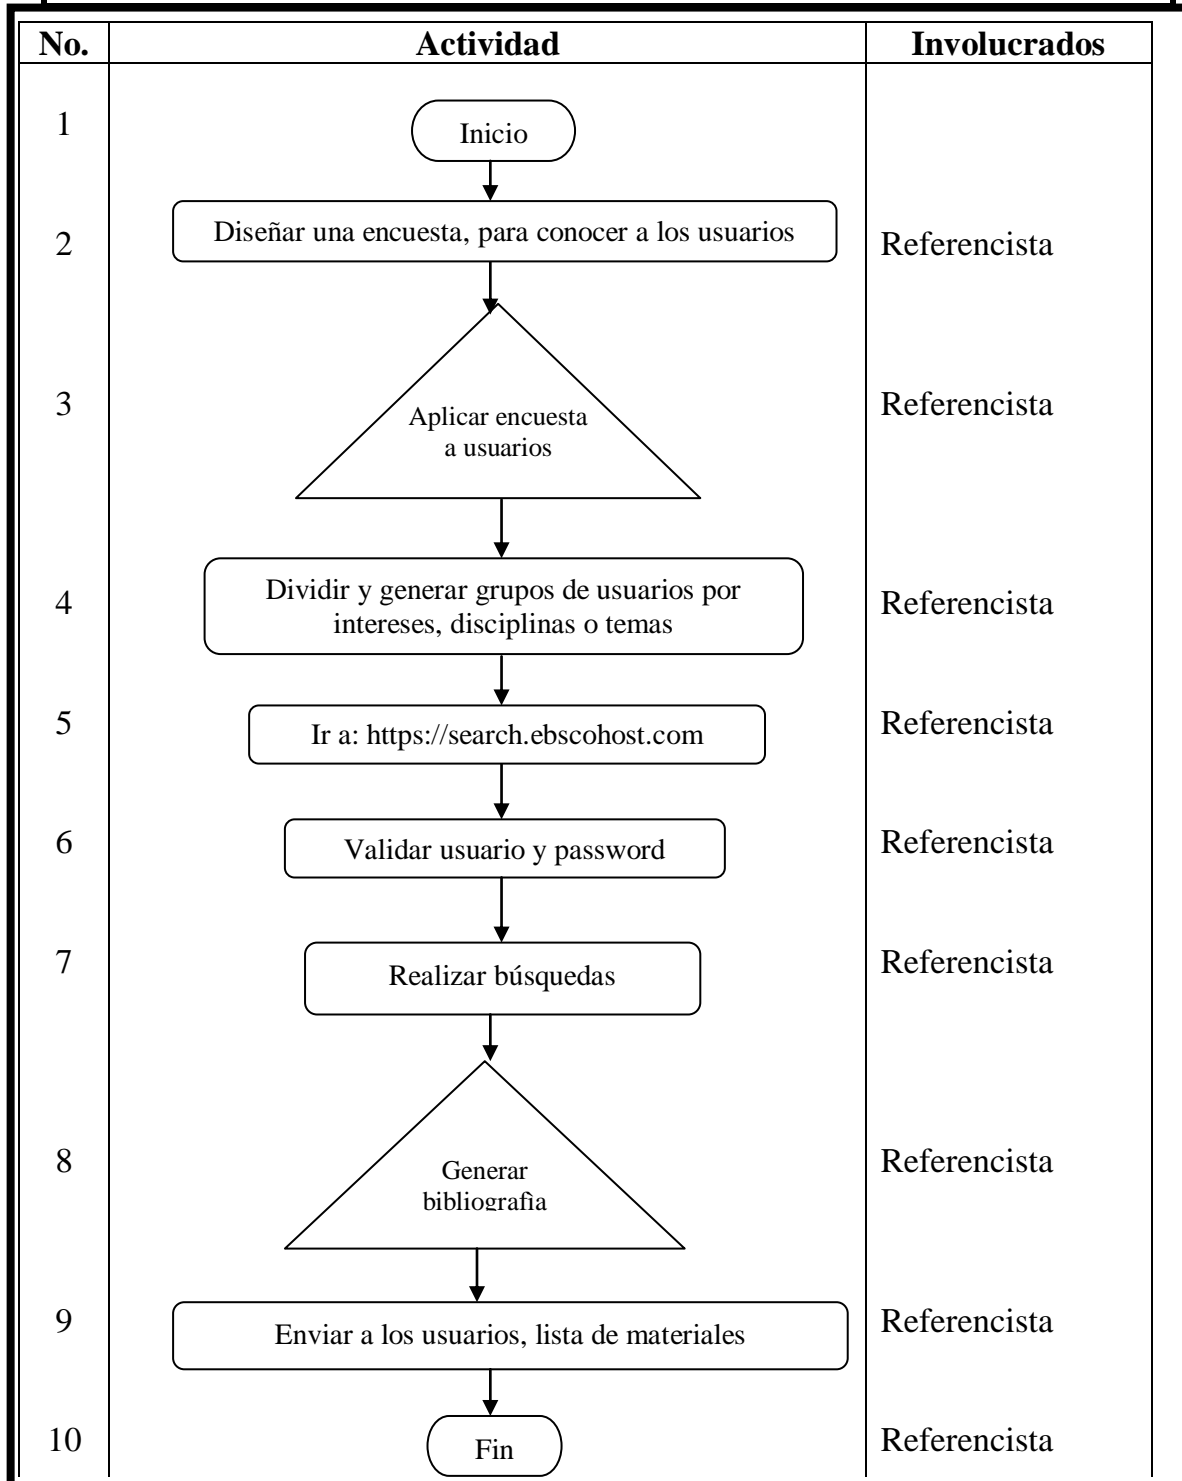 No. Actividad Involucrados
1
Inicio
2
Diseñar una encuesta, para conocer a los usuarios
Referencista
3
Aplicar encuesta
a usuarios
Referencista
4
Dividir y generar grupos de usuarios por
intereses, disciplinas o temas
Referencista
5
Ir a: https://search.ebscohost.com
Referencista
6
Validar usuario y password
Referencista
7
Realizar búsquedas
Referencista
8
Generar
bibliografìa
Referencista
9
Enviar a los usuarios, lista de materiales
Referencista
10
Fin
Referencista